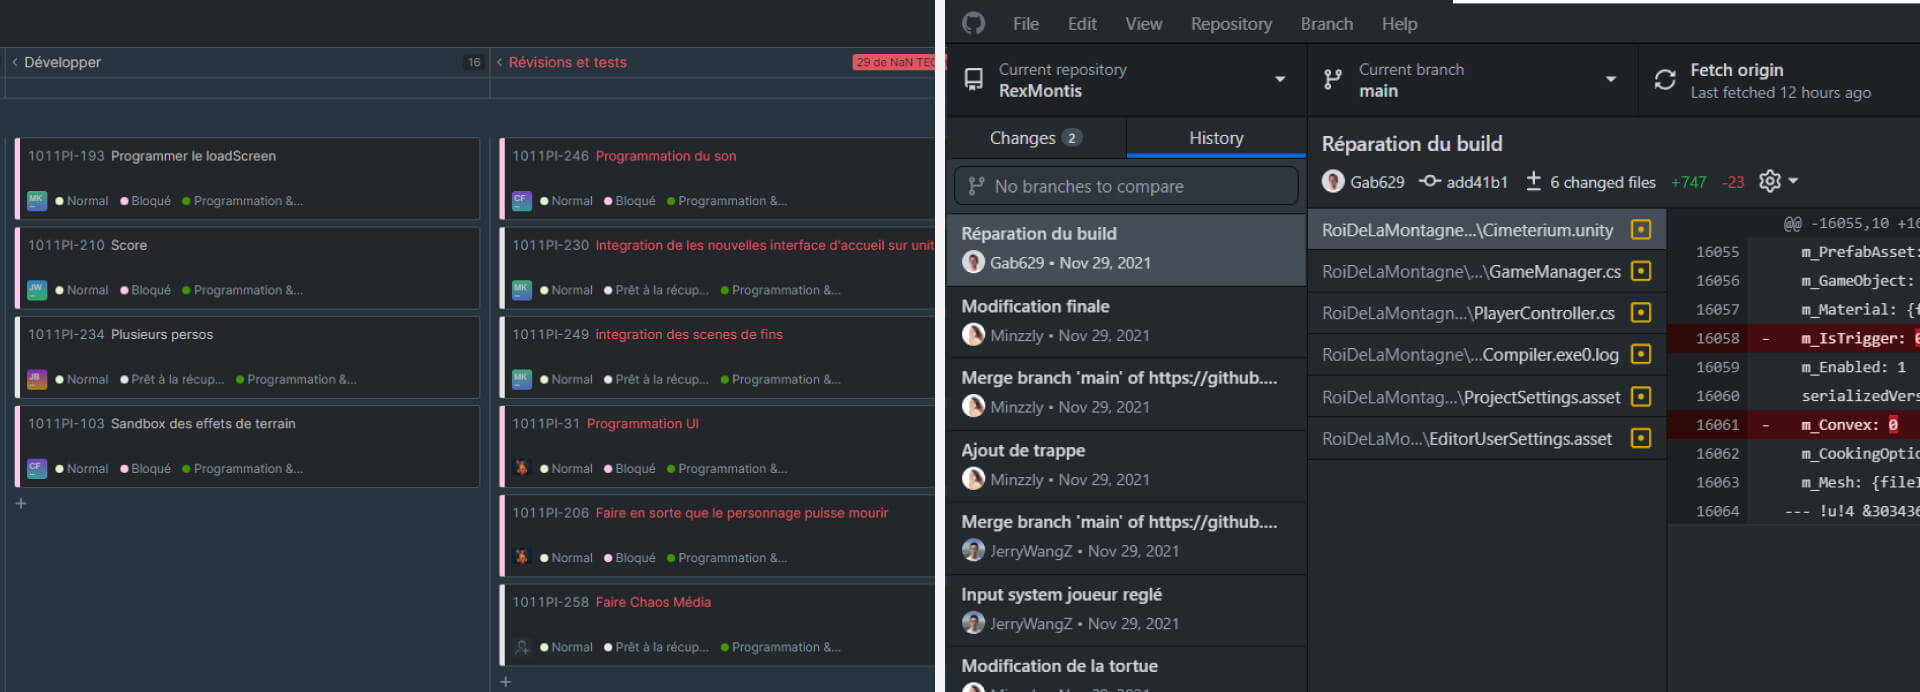 Développer
16
1011PI-193 Programmer le loadScreen
MK
Normal
Bloqué
Programmation &...
1011PI-210 Score
JW
Normal
Bloqué
Programmation &...
1011PI-234 Plusieurs persos
JB
Normal
Prêt à la récup...
Programmation &...
1011PI-103 Sandbox des effets de terrain
CF
Normal
Bloqué
Programmation &...
+
Révisions et tests
29 de NaN TEC
1011PI-246 Programmation du son
CF
Normal
Bloqué
Programmation &...
1011PI-230 Integration de les nouvelles interface d'accueil sur unit
MK
Normal
Prêt à la récup...
Programmation &...
1011PI-249 integration des scenes de fins
MK
Normal
Prêt à la récup...
Programmation &...
1011PI-31 Programmation UI
Normal
Bloqué
Programmation &...
1011PI-206 Faire en sorte que le personnage puisse mourir
Normal
Bloqué
Programmation &...
1011PI-258 Faire Chaos Média
Normal
Prêt à la récup...
Programmation &...
+
File Edit View Repository Branch Help
Current repository
RexMontis
Current branch
main
Fetch origin
Last fetched 12 hours ago
Changes 2
History
No branches to compare
Réparation du build
Gab629 • Nov 29, 2021
Modification finale
Minzzly • Nov 29, 2021
Merge branch 'main' of https://github....
Minzzly • Nov 29, 2021
Ajout de trappe
Minzzly • Nov 29, 2021
Merge branch 'main' of https://github....
JerryWangZ • Nov 29, 2021
Input system joueur reglé
JerryWangZ • Nov 29, 2021
Modification de la tortue
Réparation du build
Gab629 add41b1 6 changed files +747 -23
RoiDeLaMontagne...\Cimeterium.unity
RoiDeLaMontagne\...\GameManager.cs
RoiDeLaMontagn...\PlayerController.cs
RoiDeLaMontagne\...Compiler.exe0.log
RoiDeLaMontag...\ProjectSettings.asset
RoiDeLaMo...\EditorUserSettings.asset
@@ -16055,10 +16
16055 m_PrefabAsset:
16056 m_GameObject:
16057 m_Material: {f
16058 - m_IsTrigger: 0
16059 m_Enabled: 1
16060 serializedVers
16061 - m_Convex: 0
16062 m_CookingOptio
16063 m_Mesh: {fileI
16064 --- !u!4 &303436